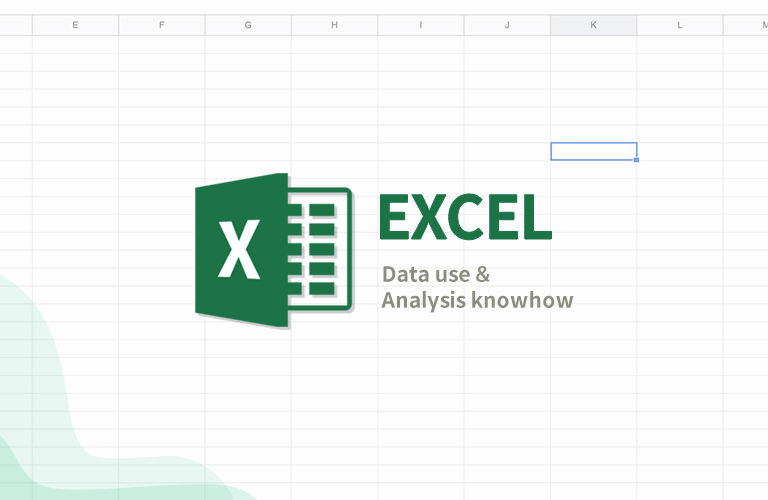 E F G H I J K L M
X
EXCEL
Data use &
Analysis knowhow